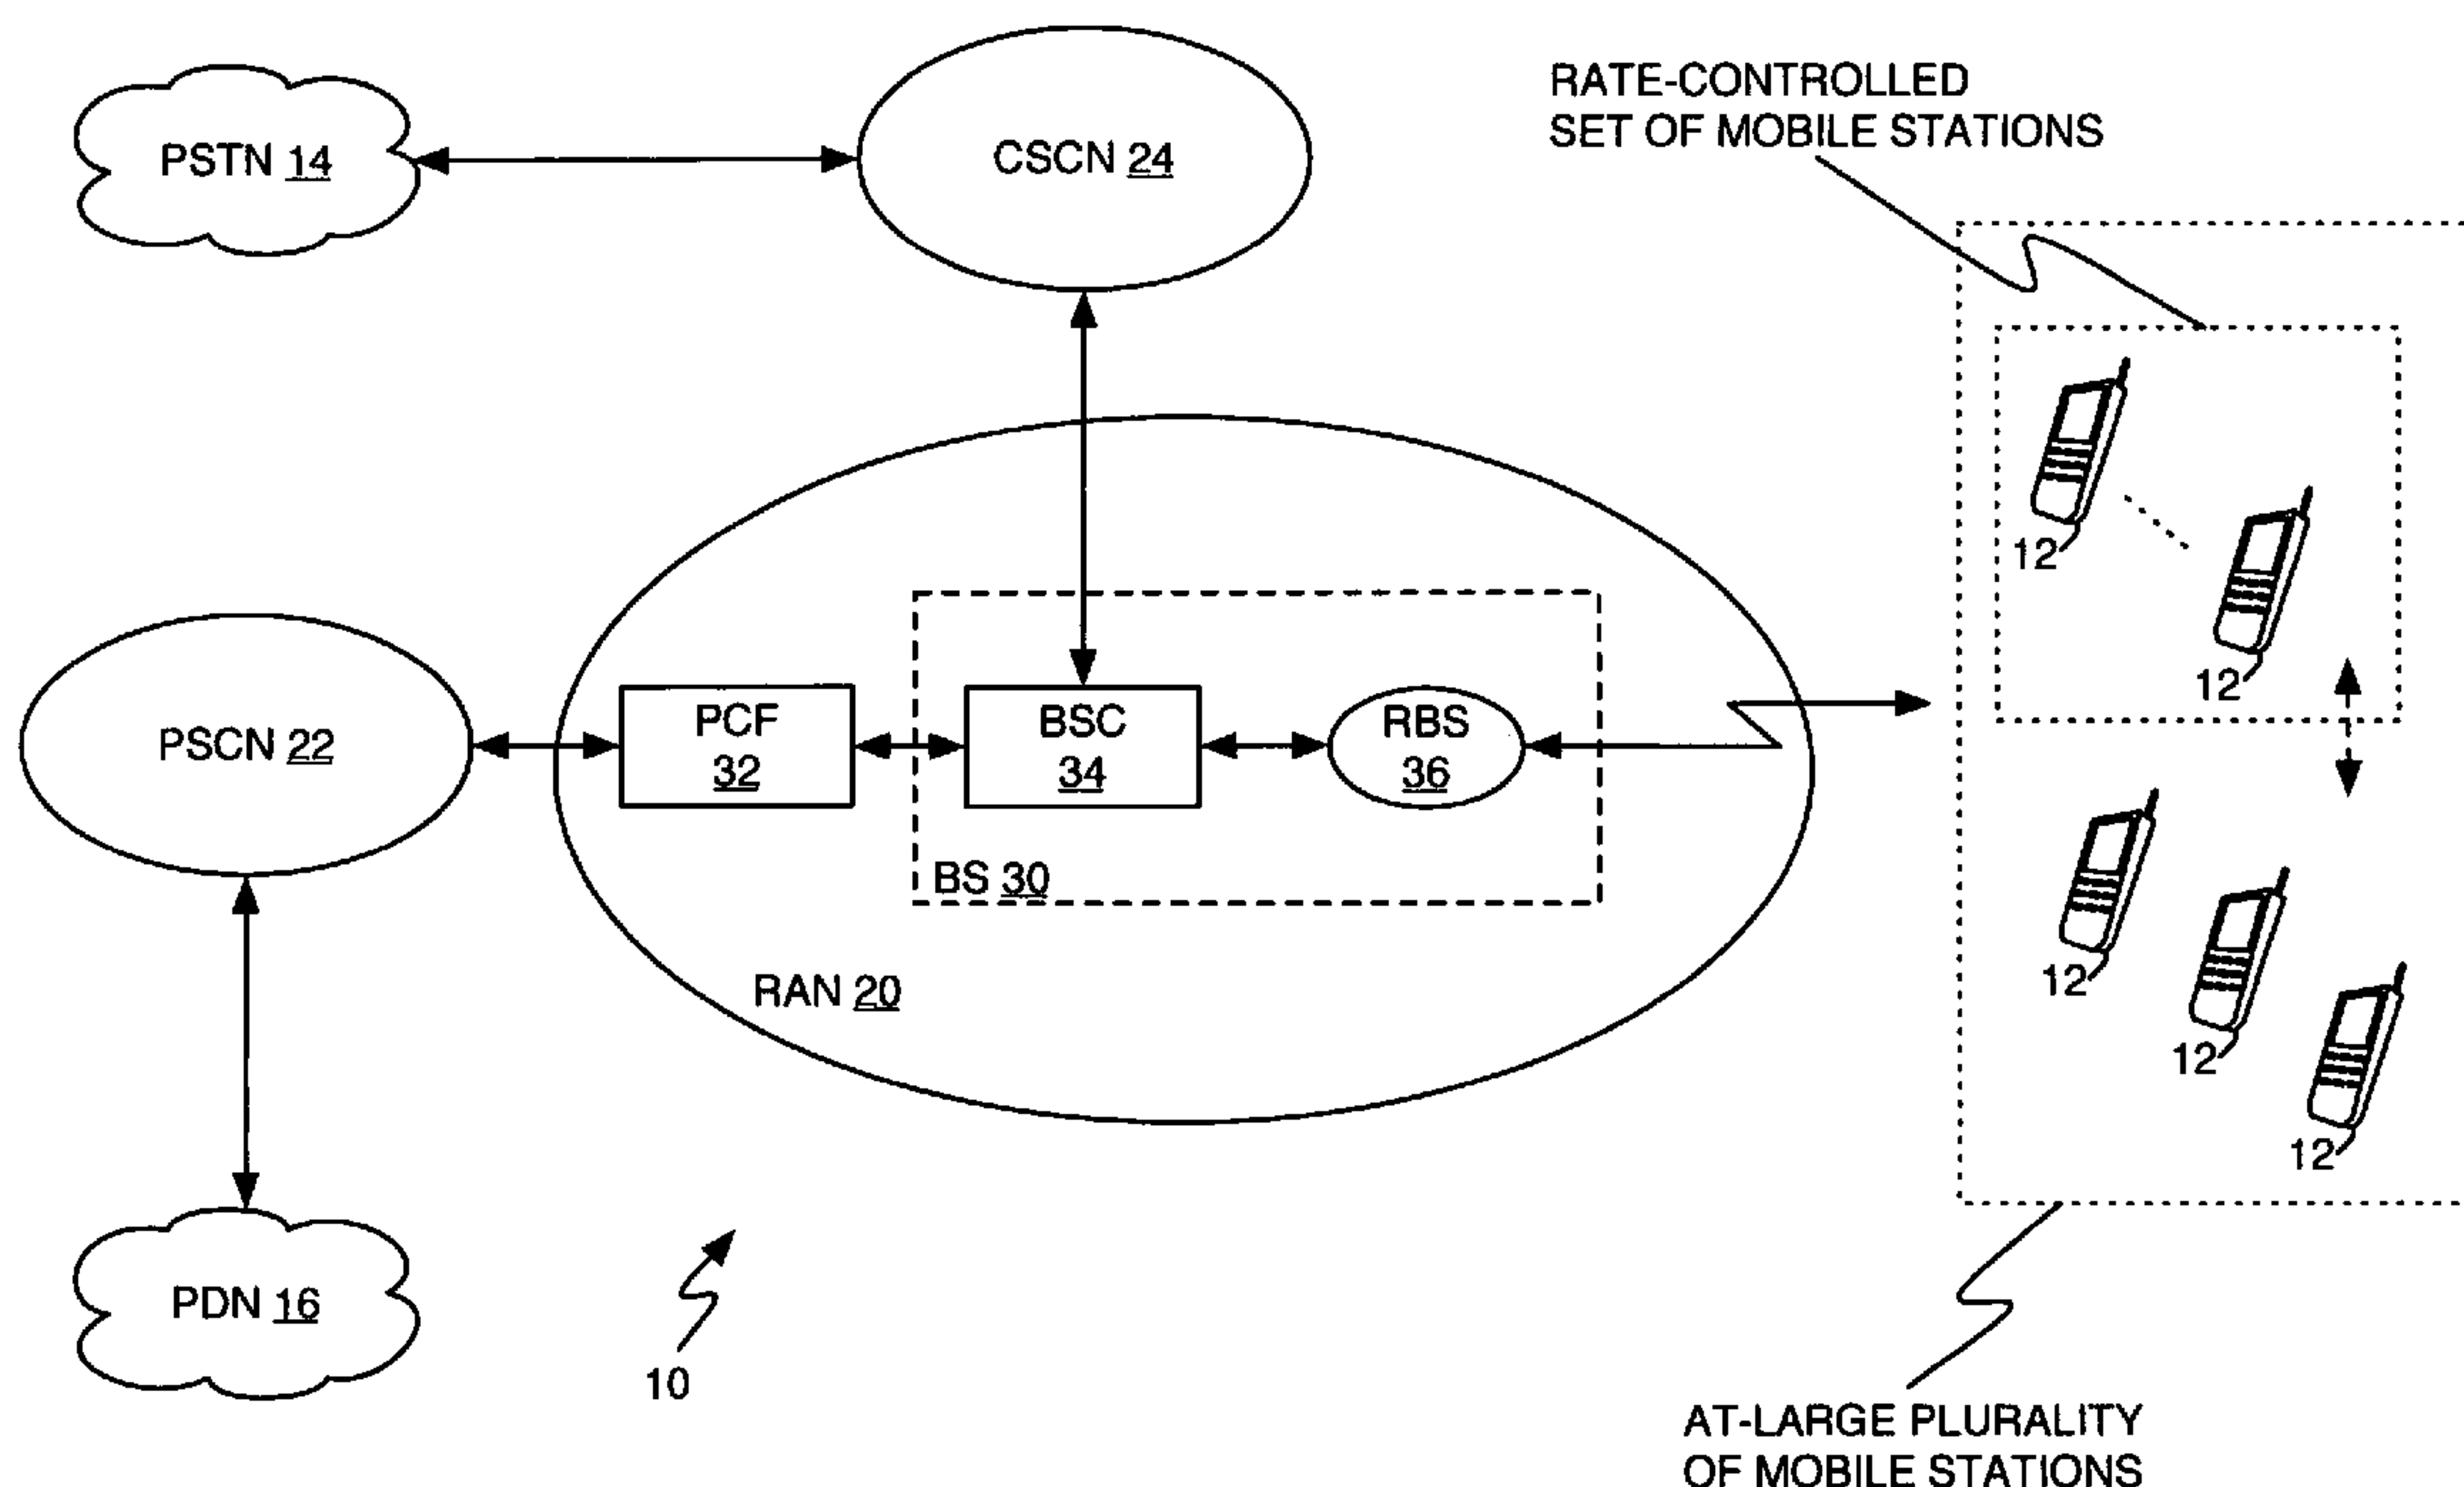 PSTN 14
CSCN 24
RATE-CONTROLLED
SET OF MOBILE STATIONS
12
12
PSCN 22
PCF
32
BSC
34
RBS
36
BS 30
RAN 20
12
12
12
PDN 16
10
AT-LARGE PLURALITY
OF MOBILE STATIONS